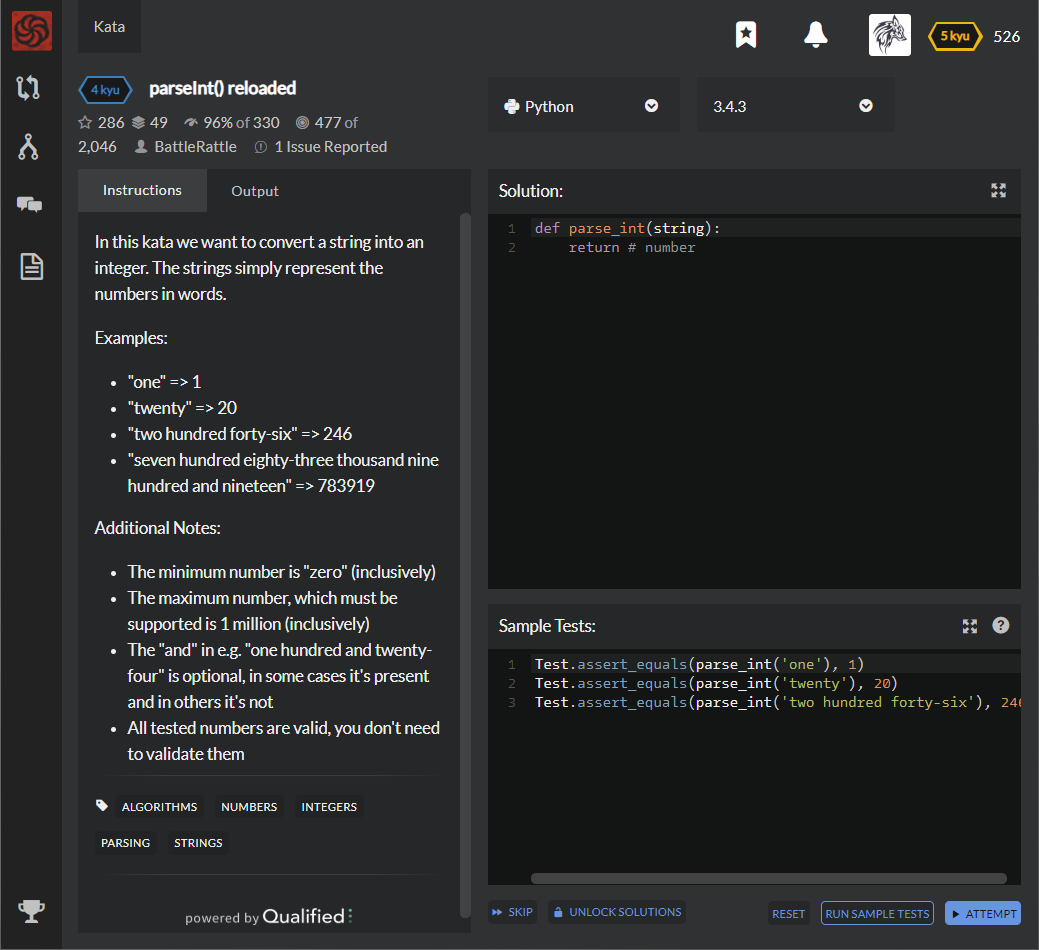 Kata
5 kyu 526
4 kyu parseInt() reloaded
286 49 96% of 330 477 of
2,046 BattleRattle 1 Issue Reported
Python
3.4.3
Instructions Output
In this kata we want to convert a string into an
integer. The strings simply represent the
numbers in words.
Examples:
• "one" => 1
• "twenty" => 20
• "two hundred forty-six" => 246
• "seven hundred eighty-three thousand nine
hundred and nineteen" => 783919
Additional Notes:
• The minimum number is "zero" (inclusively)
• The maximum number, which must be
supported is 1 million (inclusively)
• The "and" in e.g. "one hundred and twenty-
four" is optional, in some cases it's present
and in others it's not
• All tested numbers are valid, you don't need
to validate them
ALGORITHMS NUMBERS INTEGERS
PARSING STRINGS
powered by Qualified
Solution:
1 def parse_int(string):
2     return # number
Sample Tests:
1 Test.assert_equals(parse_int('one'), 1)
2 Test.assert_equals(parse_int('twenty'), 20)
3 Test.assert_equals(parse_int('two hundred forty-six'), 246
SKIP UNLOCK SOLUTIONS RESET RUN SAMPLE TESTS ATTEMPT